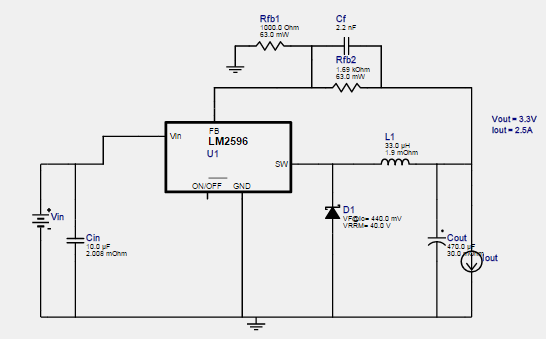 Rfb1
1000.0 Ohm
63.0 mW
Cf
2.2 nF
Rfb2
1.69 kOhm
63.0 mW
Vout = 3.3V
Iout = 2.5A
Vin
FB
LM2596
U1
SW
ON/OFF GND
L1
33.0 µH
1.9 mOhm
Vin
Cin
10.0 µF
2.008 mOhm
D1
VF@Io= 440.0 mV
VRRM= 40.0 V
Cout
470.0 µF
30.0 mOhm
Iout